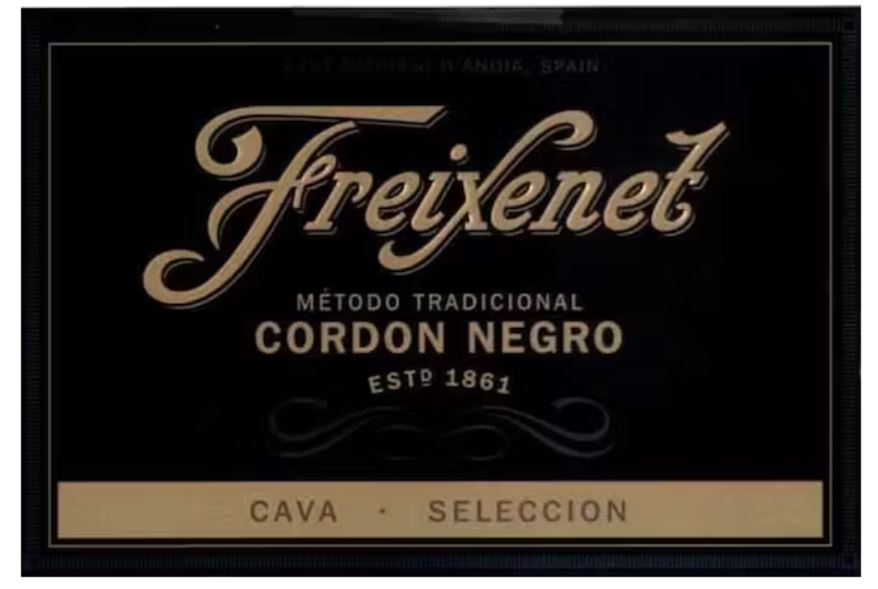 D'ANOIA, SPAIN
Freixenet
MÉTODO TRADICIONAL
CORDON NEGRO
ESTD 1861
CAVA · SELECCION